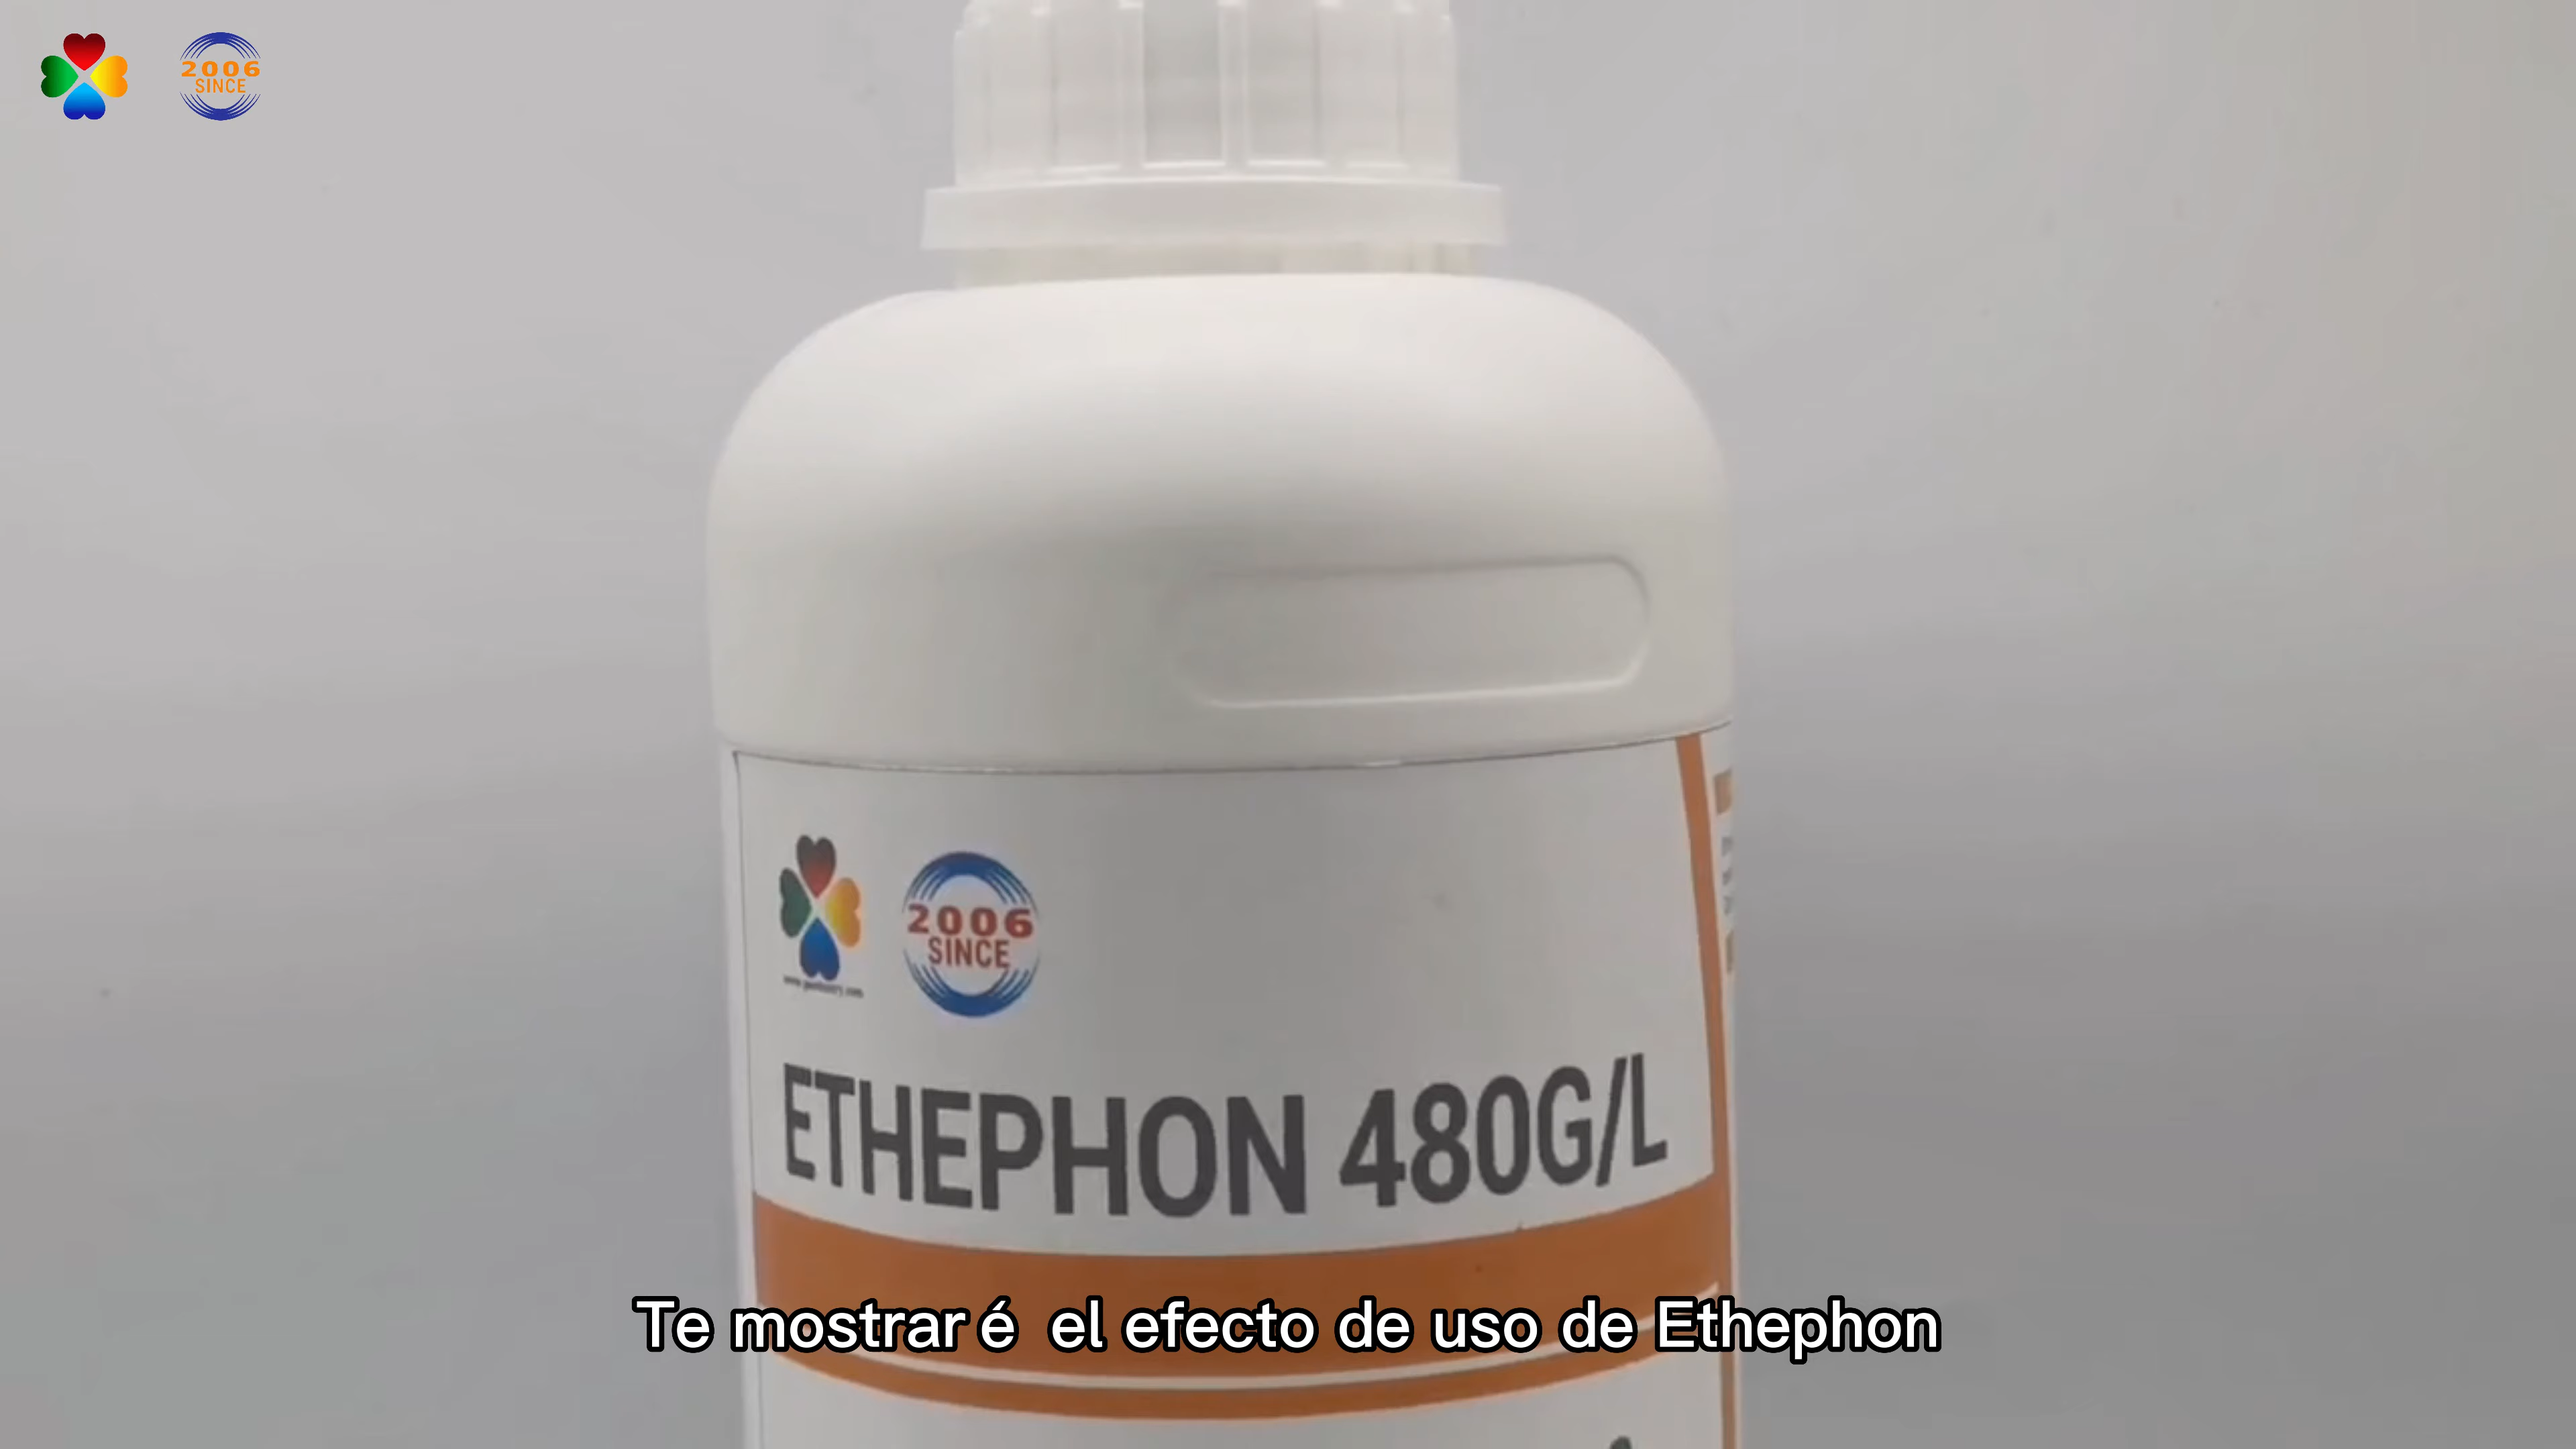 2006
SINCE
2006
SINCE
ETHEPHON 480G/L
Te mostraré el efecto de uso de Ethephon